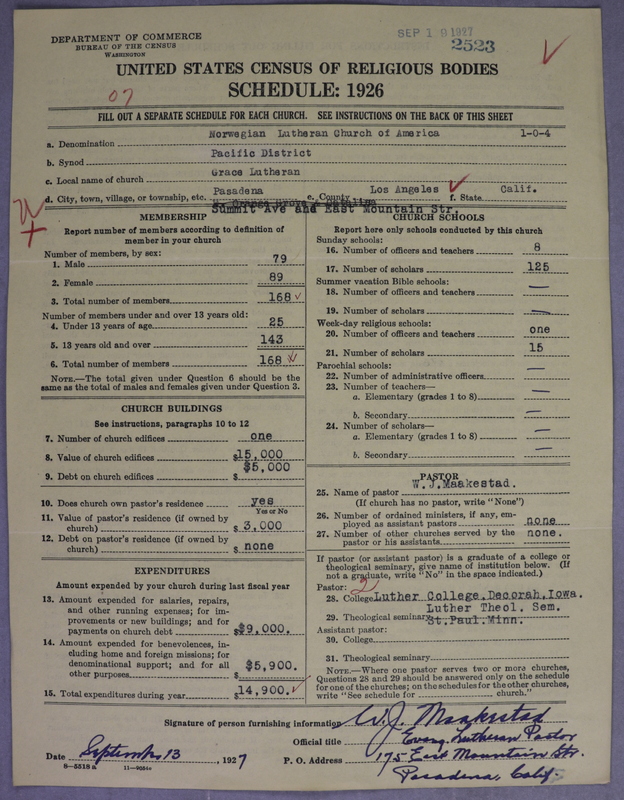 DEPARTMENT OF COMMERCE
BUREAU OF THE CENSUS
WASHINGTON
SEP 19 1927
2523
UNITED STATES CENSUS OF RELIGIOUS BODIES
SCHEDULE: 1926
07
FILL OUT A SEPARATE SCHEDULE FOR EACH CHURCH. SEE INSTRUCTIONS ON THE BACK OF THIS SHEET
a. Denomination Norwegian Lutheran Church of America 1-0-4
b. Synod Pacific District
c. Local name of church Grace Lutheran
d. City, town, village, or township, etc. Pasadena e. County Los Angeles f. State Calif.
Summit Ave and East Mountain Str.
MEMBERSHIP
Report number of members according to definition of
member in your church
Number of members, by sex:
1. Male 79
2. Female 89
3. Total number of members 168
Number of members under and over 13 years old:
4. Under 13 years of age 25
5. 13 years old and over 143
6. Total number of members 168
NOTE.—The total given under Question 6 should be the
same as the total of males and females given under Question 3.
CHURCH BUILDINGS
See instructions, paragraphs 10 to 12
7. Number of church edifices one
8. Value of church edifices $15,000
9. Debt on church edifices $ $5,000
10. Does church own pastor's residence yes
Yes or No
11. Value of pastor's residence (if owned by
church) $ 3,000
12. Debt on pastor's residence (if owned by
church) $ none
EXPENDITURES
Amount expended by your church during last fiscal year
13. Amount expended for salaries, repairs,
and other running expenses; for im-
provements or new buildings; and for
payments on church debt $9,000.
14. Amount expended for benevolences, in-
cluding home and foreign missions; for
denominational support; and for all
other purposes $5,900.
15. Total expenditures during year $14,900.
CHURCH SCHOOLS
Report here only schools conducted by this church
Sunday schools:
16. Number of officers and teachers 8
17. Number of scholars 125
Summer vacation Bible schools:
18. Number of officers and teachers —
19. Number of scholars —
Week-day religious schools:
20. Number of officers and teachers one
21. Number of scholars 15
Parochial schools:
22. Number of administrative officers —
23. Number of teachers—
a. Elementary (grades 1 to 8) —
b. Secondary —
24. Number of scholars—
a. Elementary (grades 1 to 8) —
b. Secondary —
PASTOR
25. Name of pastor W.J.Maakestad.
(If church has no pastor, write "None")
26. Number of ordained ministers, if any, em-
ployed as assistant pastors none
27. Number of other churches served by the
pastor or his assistants none.
If pastor (or assistant pastor) is a graduate of a college or
theological seminary, give name of institution below. (If
not a graduate, write "No" in the space indicated.)
Pastor: 2
28. College Luther College, Decorah, Iowa.
29. Theological seminary Luther Theol. Sem.
St.Paul.Minn.
Assistant pastor:
30. College
31. Theological seminary
NOTE.—Where one pastor serves two or more churches,
Questions 28 and 29 should be answered only on the schedule
for one of the churches; on the schedules for the other churches,
write "See schedule for church."
Signature of person furnishing information W.J. Maakestad
Official title Evang. Lutheran Pastor
Date September 13, 1927 P. O. Address 175 East Mountain Str.
Pasadena, Calif.
8—5318 a